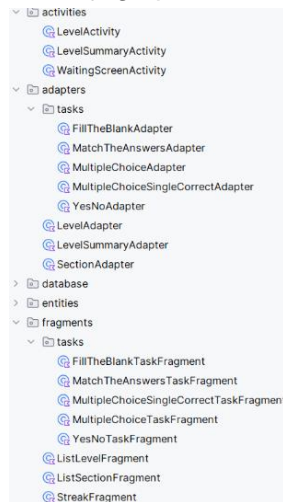 activities
LevelActivity
LevelSummaryActivity
WaitingScreenActivity
adapters
tasks
FillTheBlankAdapter
MatchTheAnswersAdapter
MultipleChoiceAdapter
MultipleChoiceSingleCorrectAdapter
YesNoAdapter
LevelAdapter
LevelSummaryAdapter
SectionAdapter
database
entities
fragments
tasks
FillTheBlankTaskFragment
MatchTheAnswersTaskFragment
MultipleChoiceSingleCorrectTaskFragment
MultipleChoiceTaskFragment
YesNoTaskFragment
ListLevelFragment
ListSectionFragment
StreakFragment